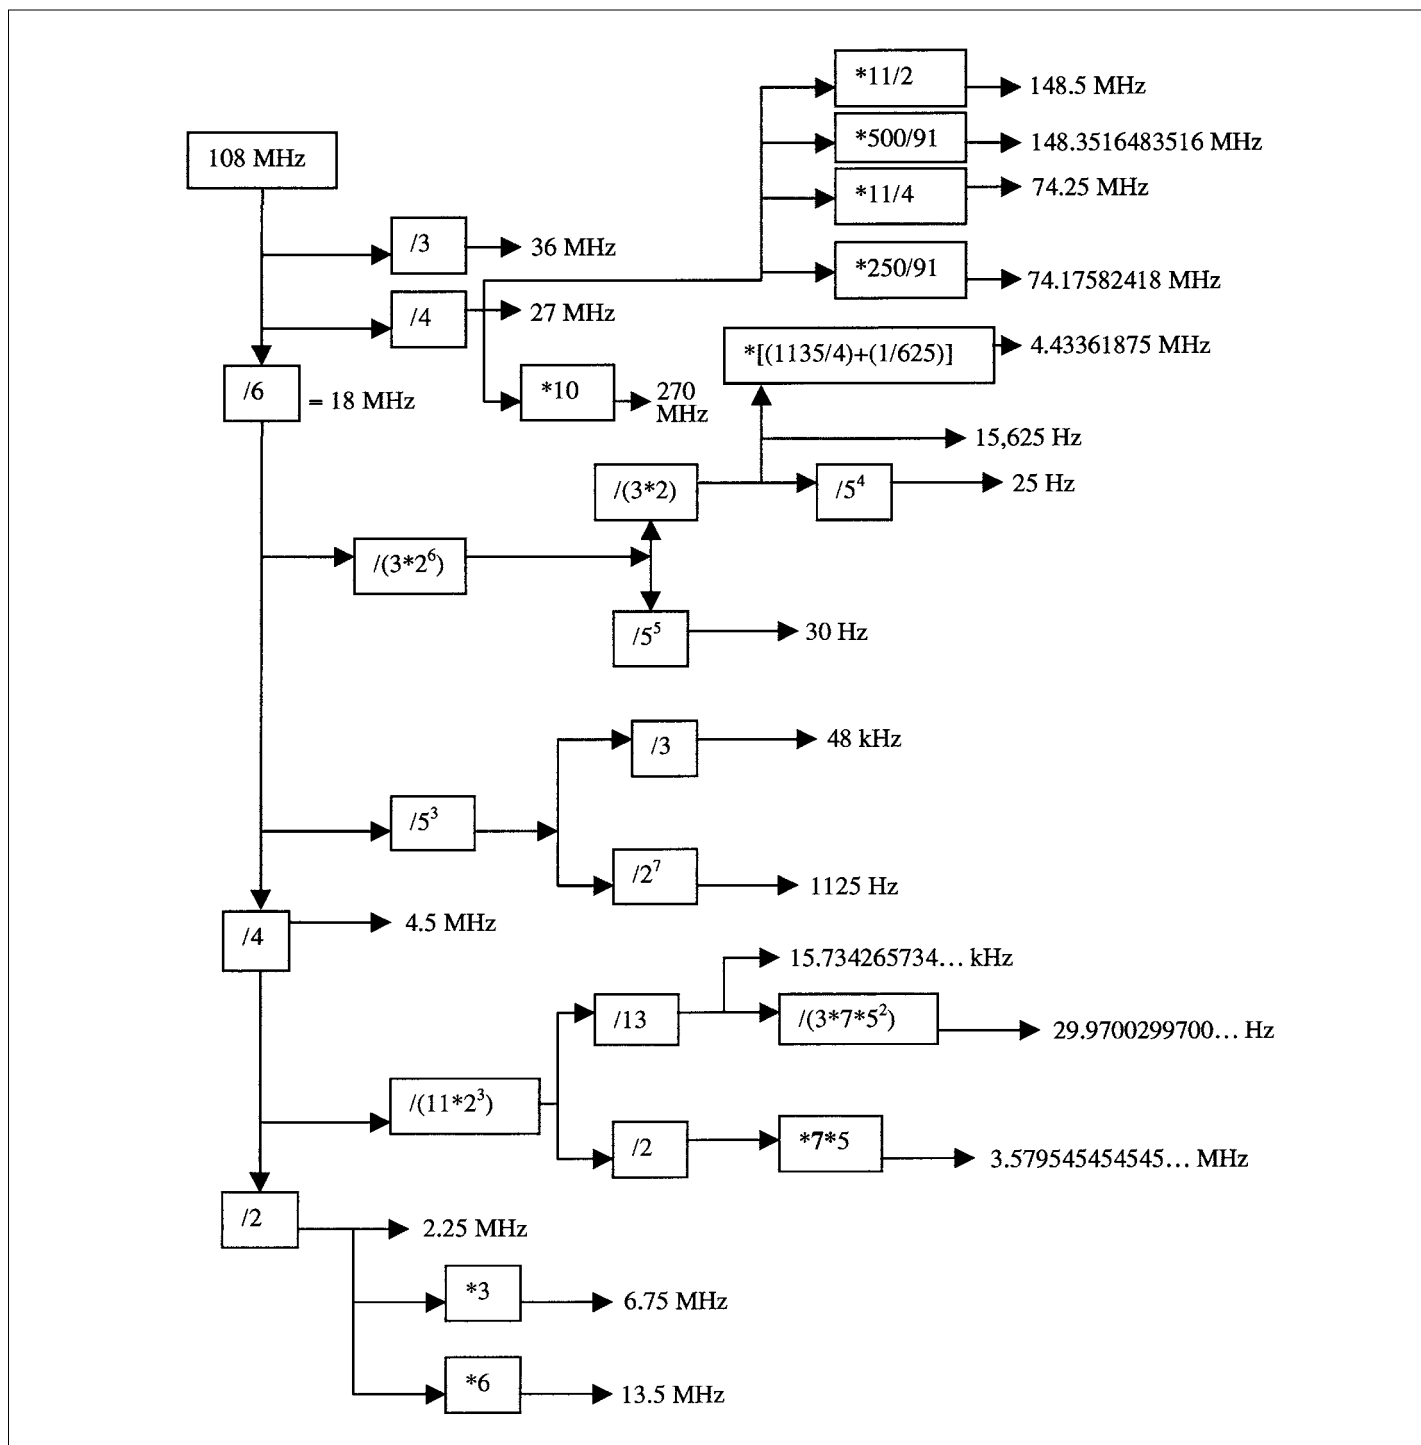 *11/2
148.5 MHz
*500/91
148.3516483516 MHz
108 MHz
*11/4
74.25 MHz
/3
36 MHz
*250/91
74.17582418 MHz
/4
27 MHz
*[(1135/4)+(1/625)]
4.43361875 MHz
/6
= 18 MHz
*10
270
MHz
15,625 Hz
/(3*2)
/5⁴
25 Hz
/(3*2⁶)
/5⁵
30 Hz
/3
48 kHz
/5³
/2⁷
1125 Hz
/4
4.5 MHz
15.734265734… kHz
/13
/(3*7*5²)
29.9700299700… Hz
/(11*2³)
/2
*7*5
3.579545454545… MHz
/2
2.25 MHz
*3
6.75 MHz
*6
13.5 MHz